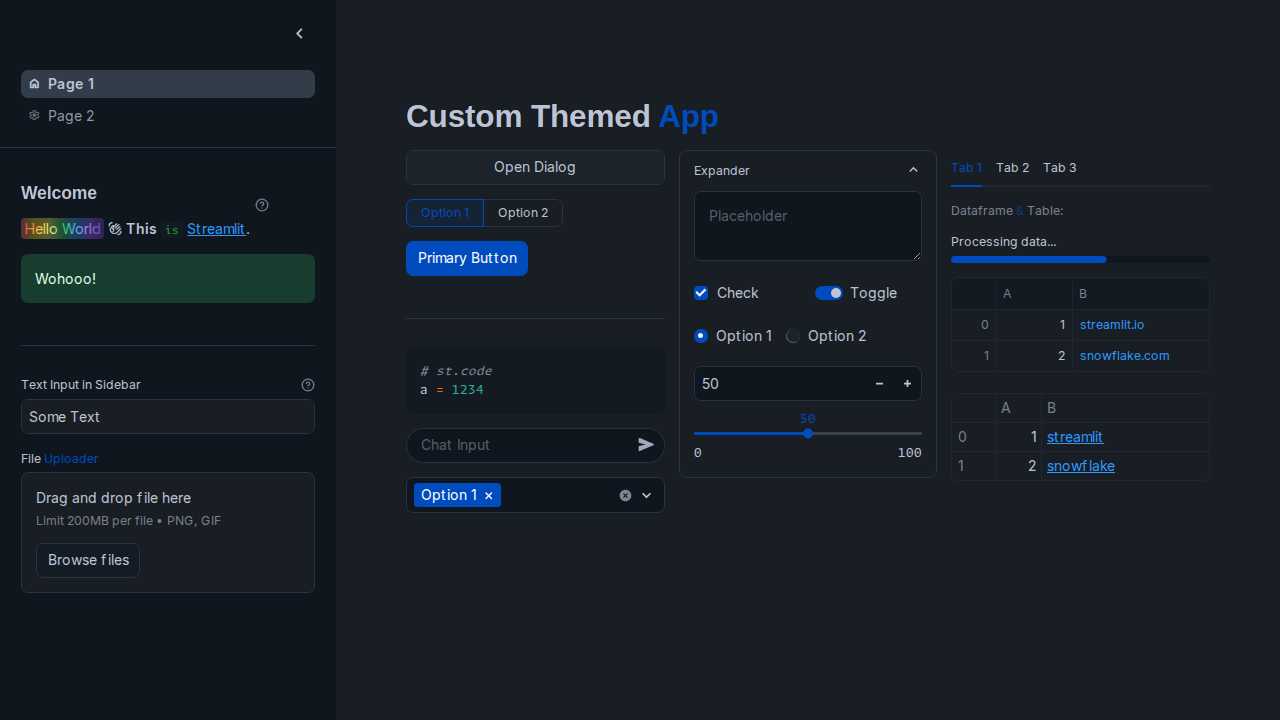 Page 1
Page 2
Welcome
Hello World 👋 This is Streamlit.
Wohooo!
Text Input in Sidebar
Some Text
File Uploader
Drag and drop file here
Limit 200MB per file • PNG, GIF
Browse files
Custom Themed App
Open Dialog
Option 1 Option 2
Primary Button
# st.code
a = 1234
Chat Input
Option 1
Expander
Placeholder
Check Toggle
Option 1 Option 2
50
50
0 100
Tab 1 Tab 2 Tab 3
Dataframe & Table:
Processing data...
A B
0 1 streamlit.io
1 2 snowflake.com
A B
0 1 streamlit
1 2 snowflake